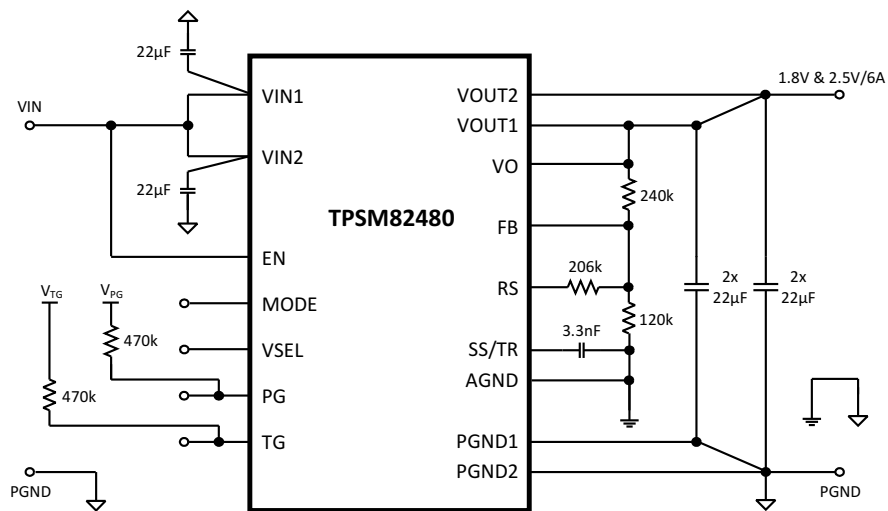 22µF
1.8V & 2.5V/6A
VIN
VIN1
VOUT2
VOUT1
VIN2
VO
22µF
240k
TPSM82480
FB
EN
206k
2x
22µF
2x
22µF
RS
V_TG
V_PG
MODE
120k
3.3nF
470k
VSEL
SS/TR
AGND
470k
PG
TG
PGND1
PGND2
PGND
PGND